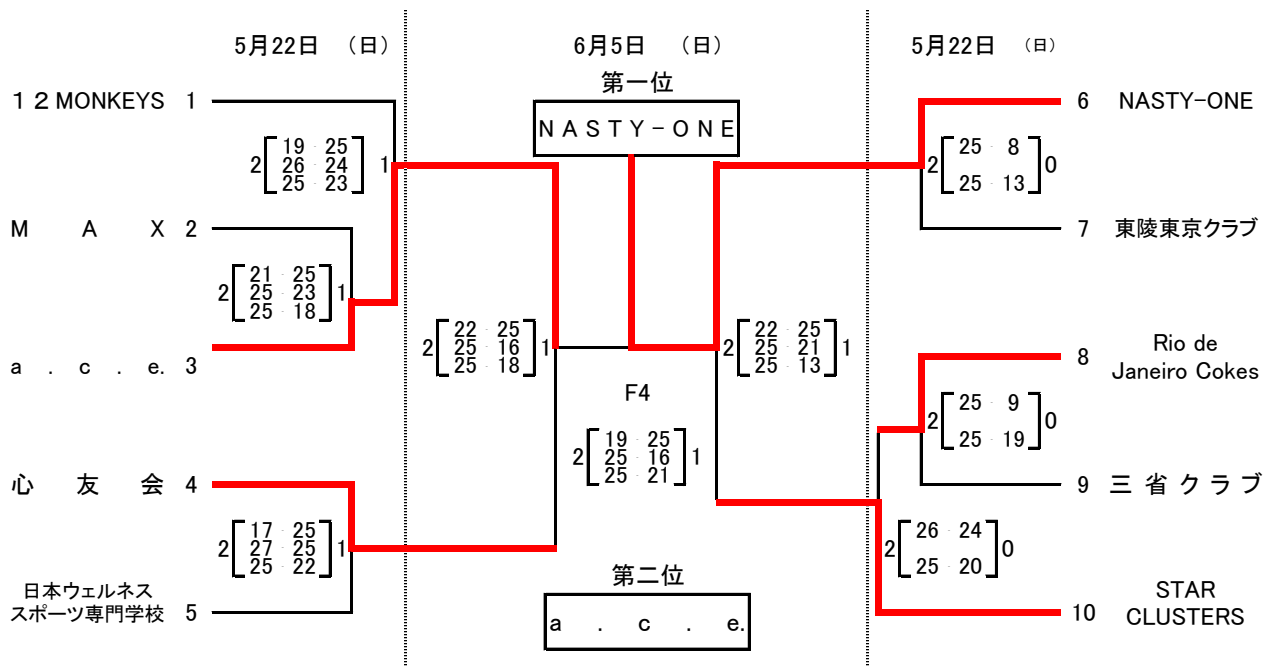 5月22日 (日)
6月5日 (日)
5月22日 (日)
第一位
NASTY-ONE
12 MONKEYS 1
2 19 - 25 1
26 - 24
25 - 23
M A X 2
2 21 - 25 1
25 - 23
25 - 18
a . c . e. 3
心 友 会 4
2 17 - 25 1
27 - 25
25 - 22
日本ウェルネス
スポーツ専門学校 5
2 22 - 25 1
25 - 16
25 - 18
F4
2 19 - 25 1
25 - 16
25 - 21
2 22 - 25 1
25 - 21
25 - 13
第二位
a . c . e.
6 NASTY-ONE
2 25 - 8 0
25 - 13
7 東陵東京クラブ
8 Rio de
Janeiro Cokes
2 25 - 9 0
25 - 19
9 三省クラブ
2 26 - 24 0
25 - 20
10 STAR
CLUSTERS